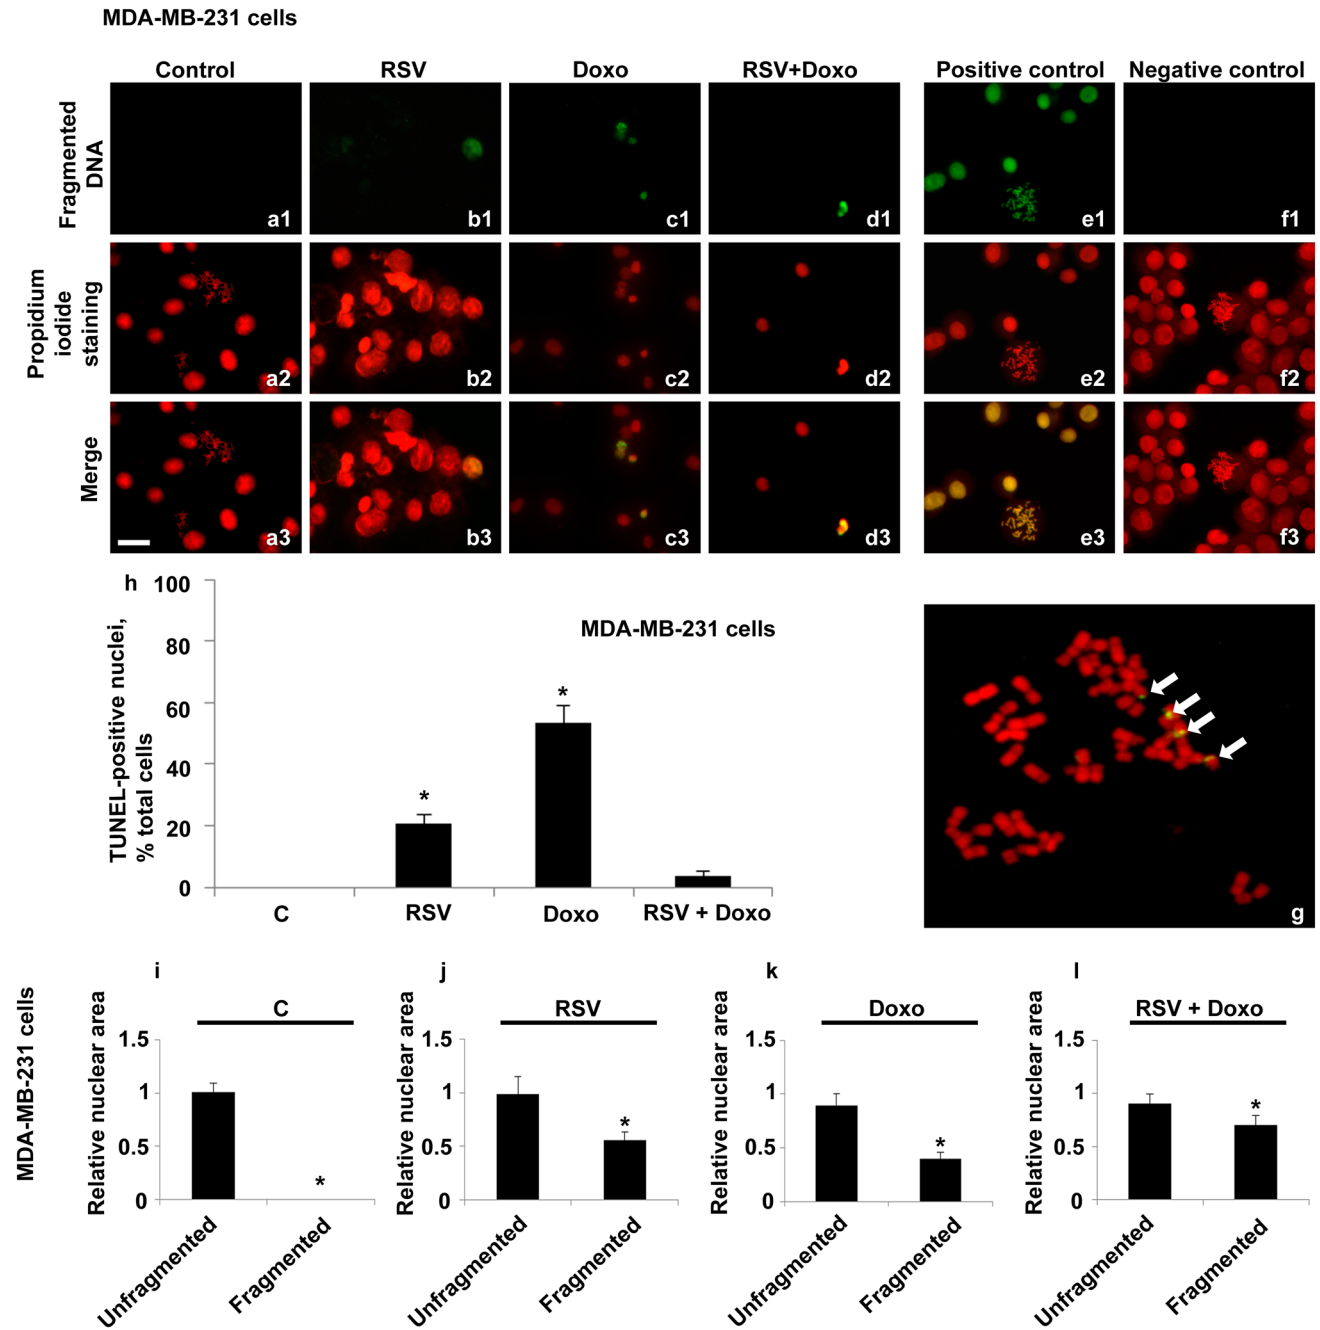 MDA-MB-231 cells
Control RSV Doxo RSV+Doxo Positive control Negative control
Fragmented
DNA
a1 b1 c1 d1 e1 f1
Propidium
iodide
staining
a2 b2 c2 d2 e2 f2
Merge
a3 b3 c3 d3 e3 f3
h
MDA-MB-231 cells
TUNEL-positive nuclei,
% total cells
100
80
60
40
20
0
*
*
C RSV Doxo RSV + Doxo
g
MDA-MB-231 cells
i
C
Relative nuclear area
1.5
1
0.5
0
*
Unfragmented
Fragmented
j
RSV
Relative nuclear area
1.5
1
0.5
0
*
Unfragmented
Fragmented
k
Doxo
Relative nuclear area
1.5
1
0.5
0
*
Unfragmented
Fragmented
l
RSV + Doxo
Relative nuclear area
1.5
1
0.5
0
*
Unfragmented
Fragmented